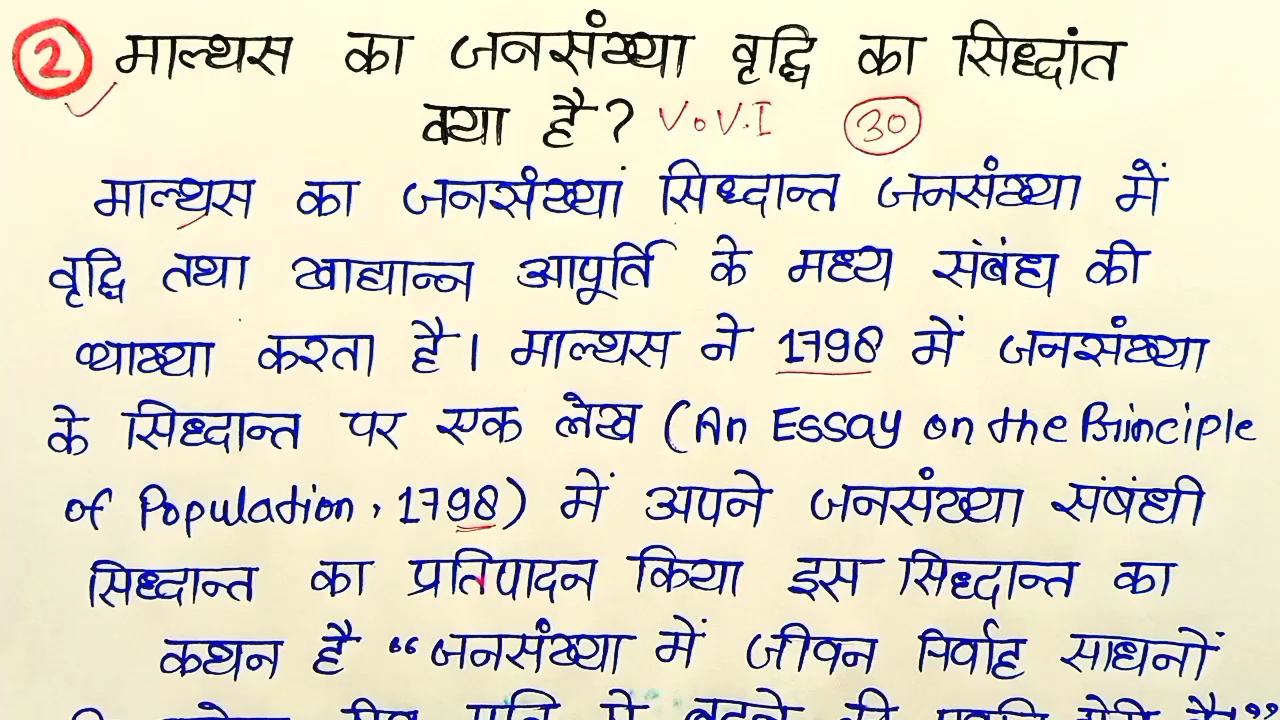 2 माल्थस का जनसंख्या वृद्धि का सिध्दांत
क्या है? V.V.I 30
माल्थस का जनसंख्यां सिध्दान्त जनसंख्या में
वृद्धि तथा खाद्यान्न आपूर्ति के मध्य संबंध की
व्याख्या करता है। माल्थस ने 1798 में जनसंख्या
के सिध्दान्त पर एक लेख (An Essay on the Principle
of Population, 1798) में अपने जनसंख्या संबंधी
सिध्दान्त का प्रतिपादन किया इस सिध्दान्त का
कथन है “जनसंख्या में जीवन निर्वाह साधनों